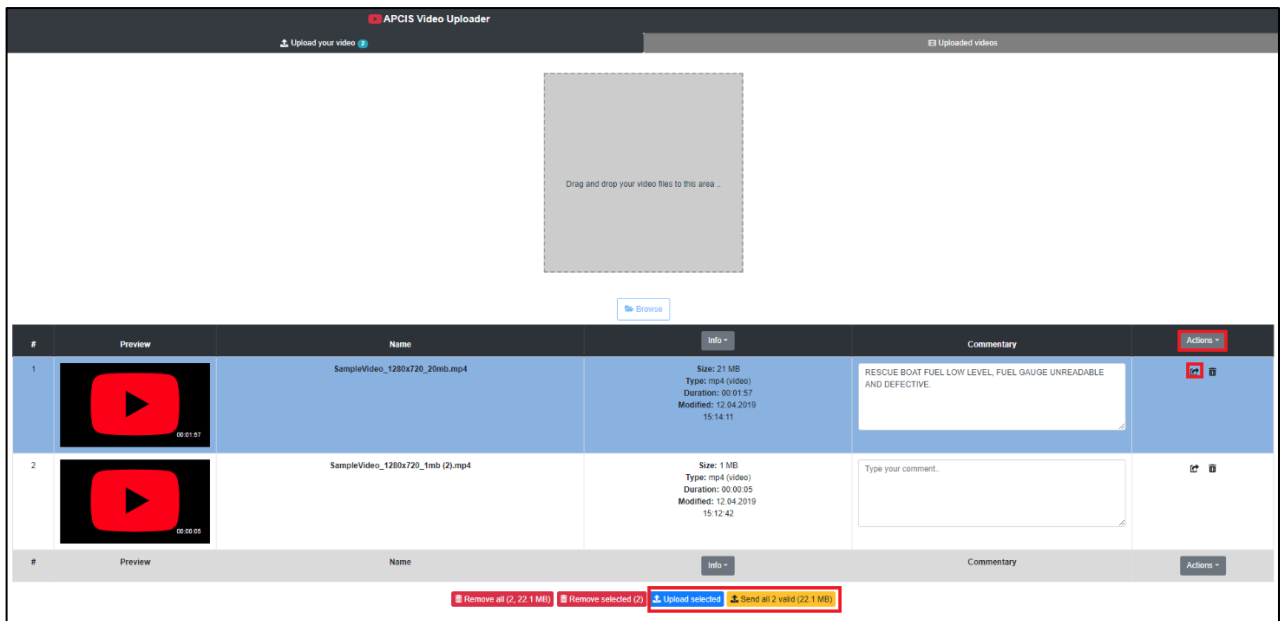 APCIS Video Uploader
Upload your video 2
Uploaded videos
Drag and drop your video files to this area ..
Browse
# Preview Name Info Commentary Actions
1 00:01:57 SampleVideo_1280x720_20mb.mp4
Size: 21 MB
Type: mp4 (video)
Duration: 00:01:57
Modified: 12.04.2019
15:14:11
RESCUE BOAT FUEL LOW LEVEL, FUEL GAUGE UNREADABLE
AND DEFECTIVE.
2 00:00:05 SampleVideo_1280x720_1mb (2).mp4
Size: 1 MB
Type: mp4 (video)
Duration: 00:00:05
Modified: 12.04.2019
15:12:42
Type your comment..
# Preview Name Info Commentary Actions
Remove all (2, 22.1 MB) Remove selected (2) Upload selected Send all 2 valid (22.1 MB)